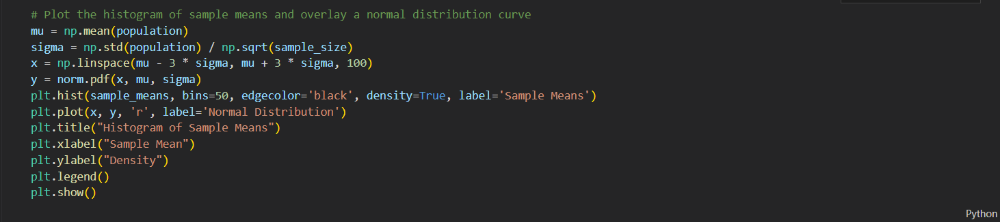 # Plot the histogram of sample means and overlay a normal distribution curve
mu = np.mean(population)
sigma = np.std(population) / np.sqrt(sample_size)
x = np.linspace(mu - 3 * sigma, mu + 3 * sigma, 100)
y = norm.pdf(x, mu, sigma)
plt.hist(sample_means, bins=50, edgecolor='black', density=True, label='Sample Means')
plt.plot(x, y, 'r', label='Normal Distribution')
plt.title("Histogram of Sample Means")
plt.xlabel("Sample Mean")
plt.ylabel("Density")
plt.legend()
plt.show()
Python